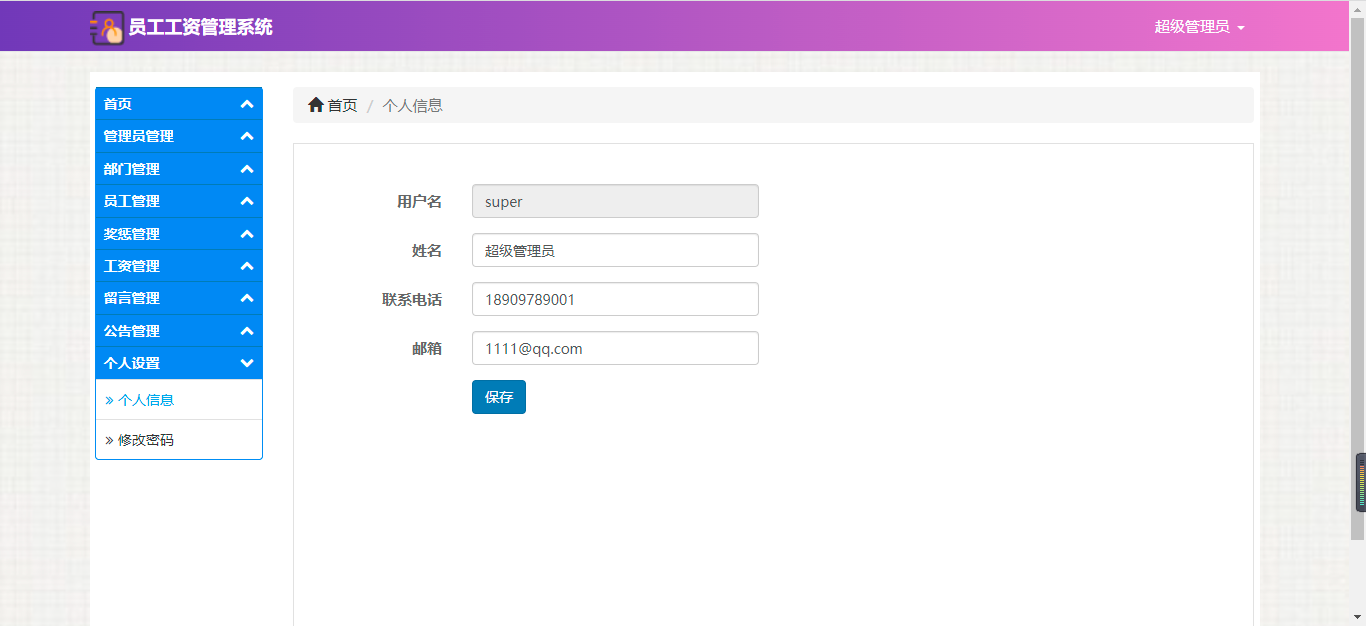 员工工资管理系统
超级管理员
首页
管理员管理
部门管理
员工管理
奖惩管理
工资管理
留言管理
公告管理
个人设置
» 个人信息
» 修改密码
首页 / 个人信息
用户名 super
姓名 超级管理员
联系电话 18909789001
邮箱 1111@qq.com
保存